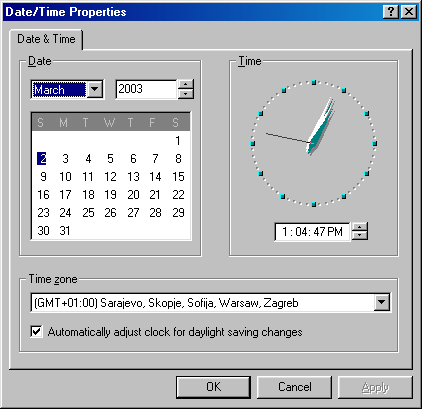 Date/Time Properties
Date & Time
Date
Time
March
2003
S M T W T F S
1
2 3 4 5 6 7 8
9 10 11 12 13 14 15
16 17 18 19 20 21 22
23 24 25 26 27 28 29
30 31
1:04:47 PM
Time zone
(GMT+01:00) Sarajevo, Skopje, Sofija, Warsaw, Zagreb
Automatically adjust clock for daylight saving changes
OK
Cancel
Apply